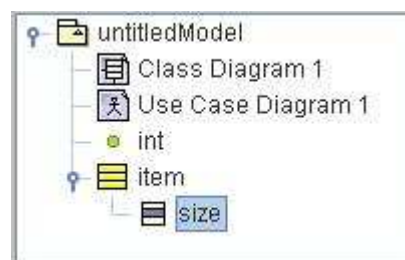 untitledModel
Class Diagram 1
Use Case Diagram 1
int
item
size